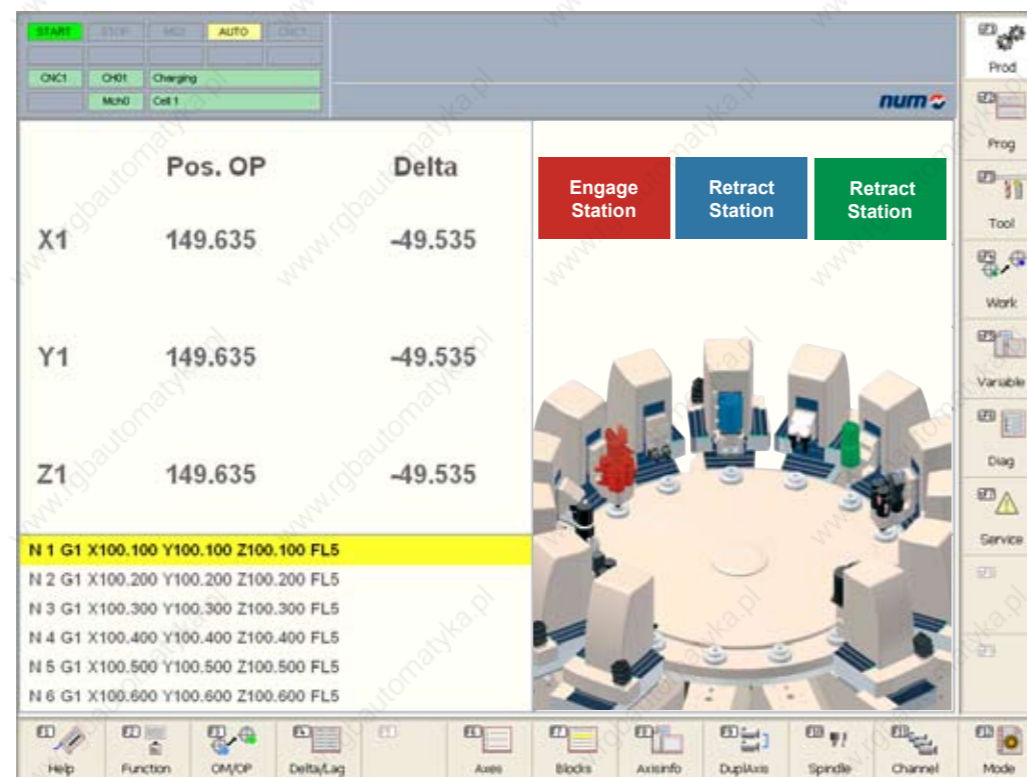 START STOP AUTO CNC1
CNC1 CH01 Charging
Mch0 Cell 1
num
Pos. OP Delta
X1 149.635 -49.535
Y1 149.635 -49.535
Z1 149.635 -49.535
N 1 G1 X100.100 Y100.100 Z100.100 FL5
N 2 G1 X100.200 Y100.200 Z100.200 FL5
N 3 G1 X100.300 Y100.300 Z100.300 FL5
N 4 G1 X100.400 Y100.400 Z100.400 FL5
N 5 G1 X100.500 Y100.500 Z100.500 FL5
N 6 G1 X100.600 Y100.600 Z100.600 FL5
Engage Station
Retract Station
Retract Station
Prod
Prog
Tool
Work
Variable
Diag
Service
Help
Function
OM/OP
Delta/Lag
Axes
Blocks
Axisinfo
DuplAxis
Spindle
Channel
Mode
www.rgbautomatyka.pl